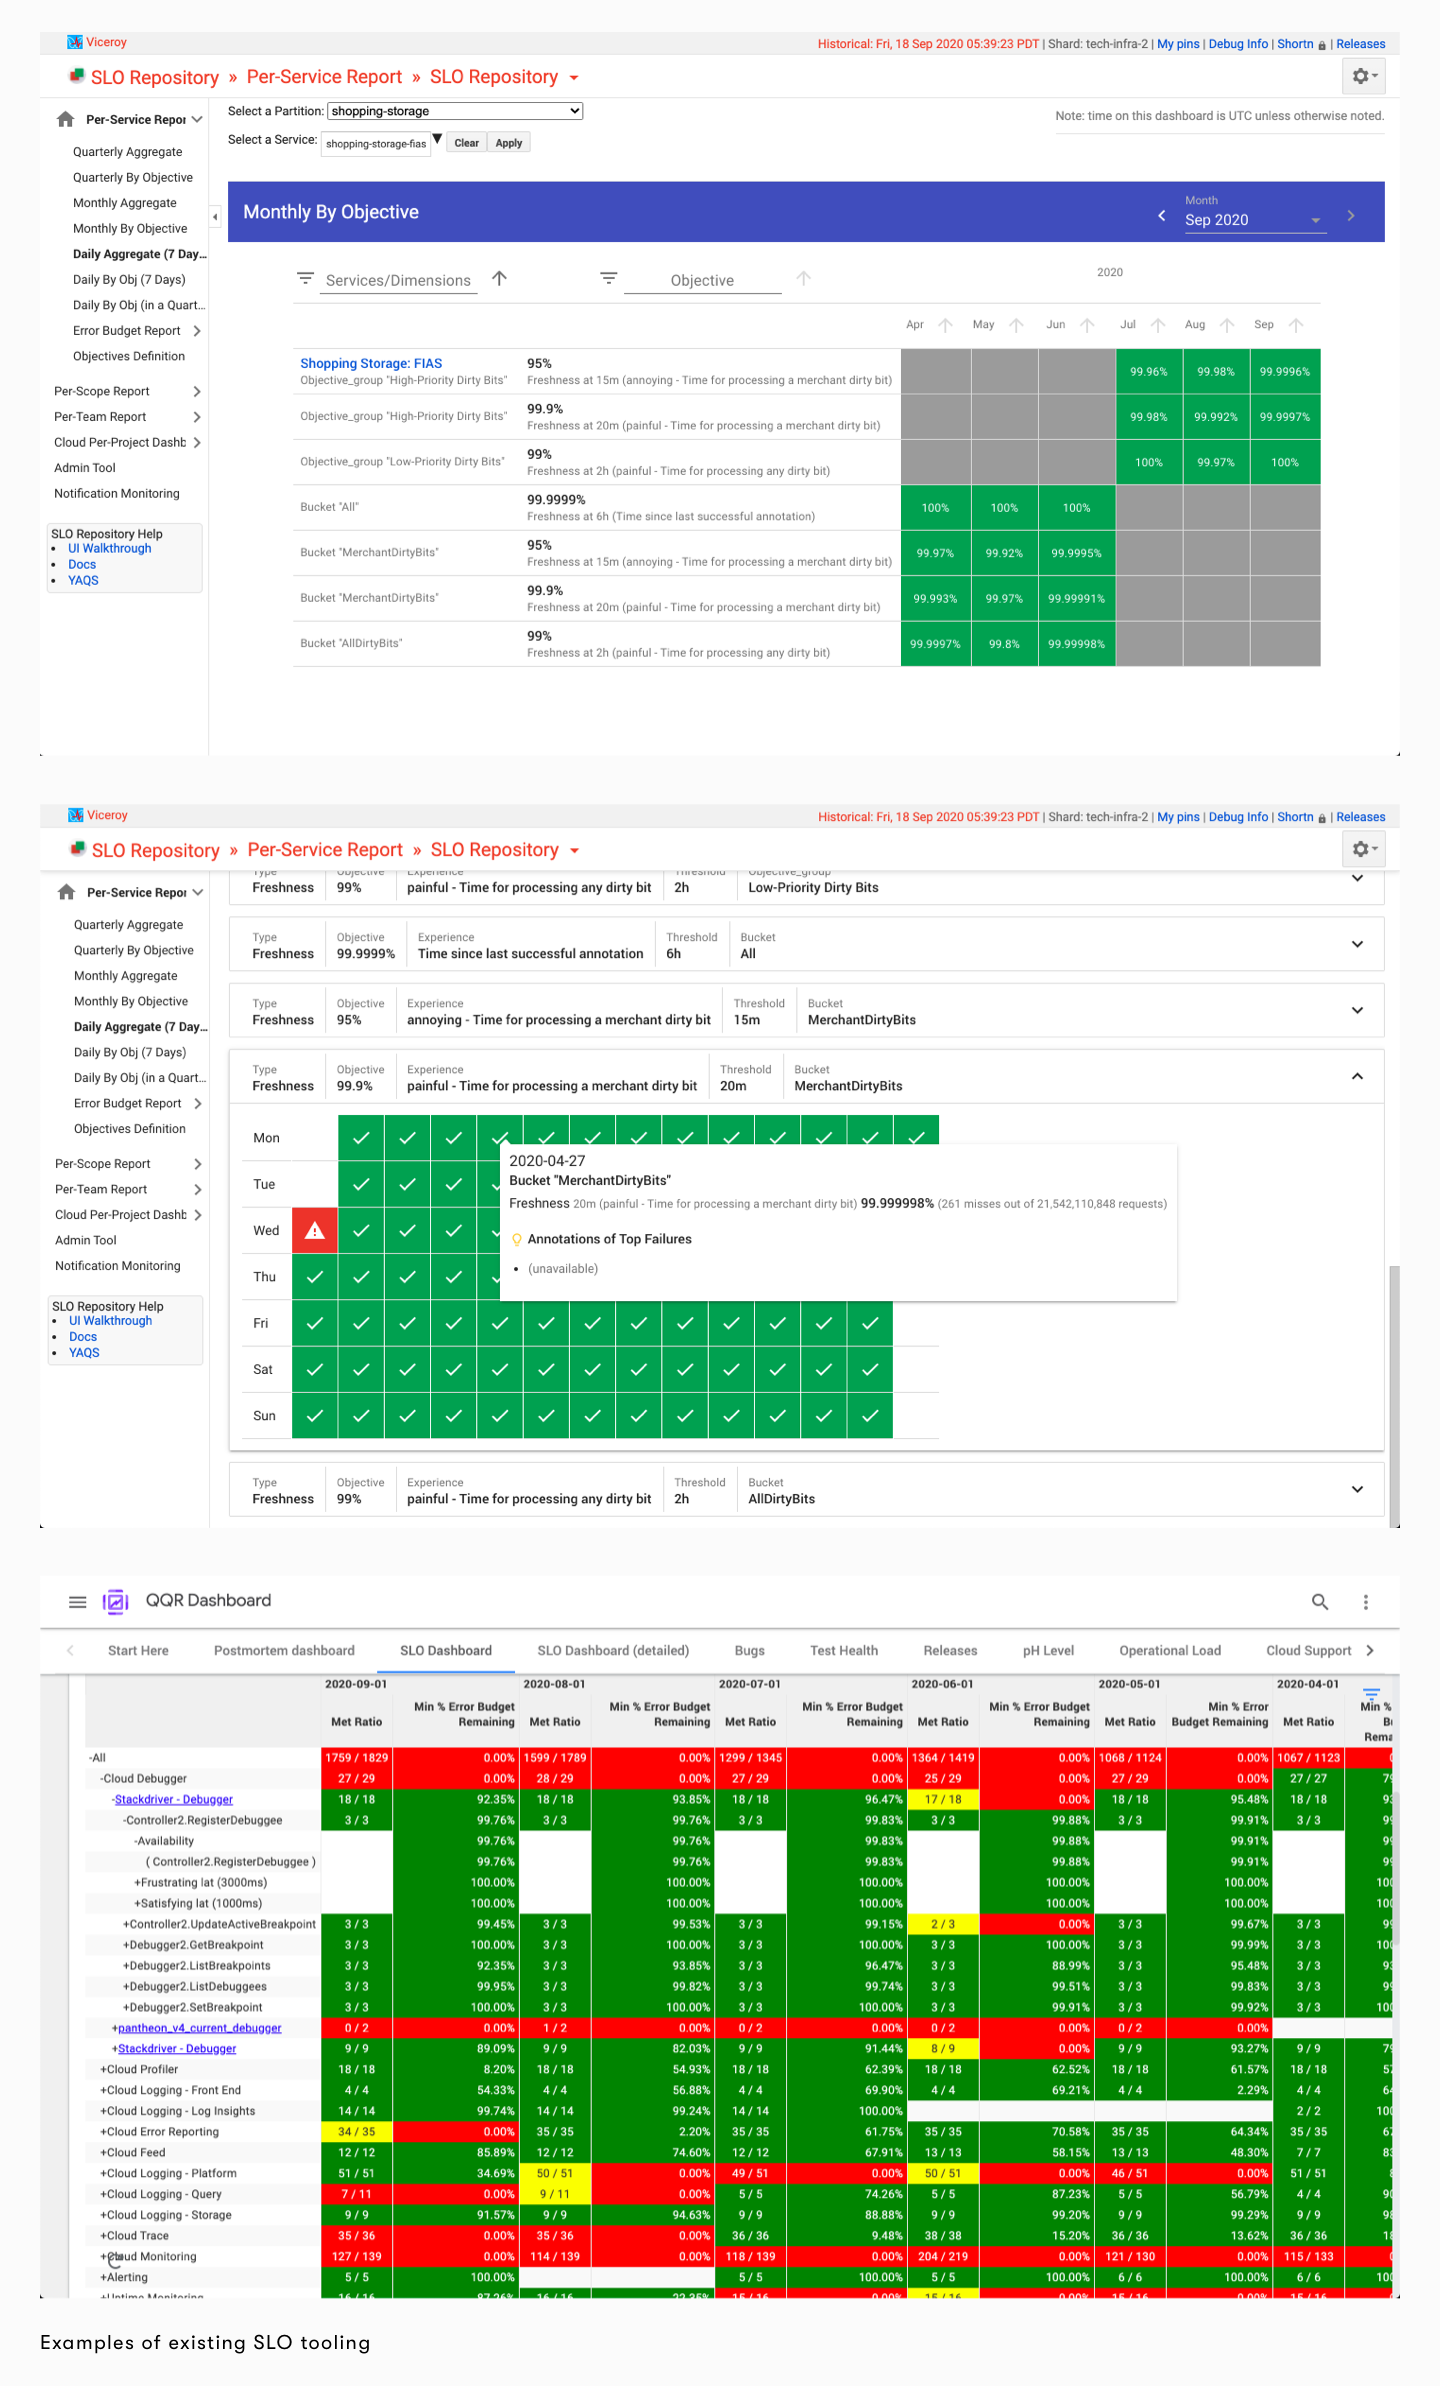 Viceroy
Historical: Fri, 18 Sep 2020 05:39:23 PDT | Shard: tech-infra-2 | My pins | Debug Info | Shortn | Releases
SLO Repository » Per-Service Report » SLO Repository
Per-Service Repor
Quarterly Aggregate
Quarterly By Objective
Monthly Aggregate
Monthly By Objective
Daily Aggregate (7 Day...
Daily By Obj (7 Days)
Daily By Obj (in a Quart...
Error Budget Report
Objectives Definition
Per-Scope Report
Per-Team Report
Cloud Per-Project Dashb
Admin Tool
Notification Monitoring
SLO Repository Help
• UI Walkthrough
• Docs
• YAQS
Select a Partition: shopping-storage
Select a Service: shopping-storage-fias Clear Apply
Note: time on this dashboard is UTC unless otherwise noted.
Monthly By Objective
Month
Sep 2020
Services/Dimensions Objective 2020
Apr May Jun Jul Aug Sep
Shopping Storage: FIAS 95%
Objective_group "High-Priority Dirty Bits" Freshness at 15m (annoying - Time for processing a merchant dirty bit) 99.96% 99.98% 99.9996%
99.9%
Objective_group "High-Priority Dirty Bits" Freshness at 20m (painful - Time for processing a merchant dirty bit) 99.98% 99.992% 99.9997%
99%
Objective_group "Low-Priority Dirty Bits" Freshness at 2h (painful - Time for processing any dirty bit) 100% 99.97% 100%
99.9999%
Bucket "All" Freshness at 6h (Time since last successful annotation) 100% 100% 100%
95%
Bucket "MerchantDirtyBits" Freshness at 15m (annoying - Time for processing a merchant dirty bit) 99.97% 99.92% 99.9995%
99.9%
Bucket "MerchantDirtyBits" Freshness at 20m (painful - Time for processing a merchant dirty bit) 99.993% 99.97% 99.99991%
99%
Bucket "AllDirtyBits" Freshness at 2h (painful - Time for processing any dirty bit) 99.9997% 99.8% 99.99998%
Viceroy
Historical: Fri, 18 Sep 2020 05:39:23 PDT | Shard: tech-infra-2 | My pins | Debug Info | Shortn | Releases
SLO Repository » Per-Service Report » SLO Repository
Per-Service Repor
Quarterly Aggregate
Quarterly By Objective
Monthly Aggregate
Monthly By Objective
Daily Aggregate (7 Day...
Daily By Obj (7 Days)
Daily By Obj (in a Quart...
Error Budget Report
Objectives Definition
Per-Scope Report
Per-Team Report
Cloud Per-Project Dashb
Admin Tool
Notification Monitoring
SLO Repository Help
• UI Walkthrough
• Docs
• YAQS
Type Objective Experience Threshold Objective_group
Freshness 99% painful - Time for processing any dirty bit 2h Low-Priority Dirty Bits
Type Objective Experience Threshold Bucket
Freshness 99.9999% Time since last successful annotation 6h All
Type Objective Experience Threshold Bucket
Freshness 95% annoying - Time for processing a merchant dirty bit 15m MerchantDirtyBits
Type Objective Experience Threshold Bucket
Freshness 99.9% painful - Time for processing a merchant dirty bit 20m MerchantDirtyBits
Mon
Tue
Wed
Thu
Fri
Sat
Sun
2020-04-27
Bucket "MerchantDirtyBits"
Freshness 20m (painful - Time for processing a merchant dirty bit) 99.999998% (261 misses out of 21,542,110,848 requests)
Annotations of Top Failures
• (unavailable)
Type Objective Experience Threshold Bucket
Freshness 99% painful - Time for processing any dirty bit 2h AllDirtyBits
QQR Dashboard
Start Here Postmortem dashboard SLO Dashboard SLO Dashboard (detailed) Bugs Test Health Releases pH Level Operational Load Cloud Support
2020-09-01 2020-08-01 2020-07-01 2020-06-01 2020-05-01 2020-04-01
Met Ratio Min % Error Budget Remaining Met Ratio Min % Error Budget Remaining Met Ratio Min % Error Budget Remaining Met Ratio Min % Error Budget Remaining Met Ratio Min % Error Budget Remaining Met Ratio Min %
-All 1759 / 1829 0.00% 1599 / 1789 0.00% 1299 / 1345 0.00% 1364 / 1419 0.00% 1068 / 1124 0.00% 1067 / 1123
-Cloud Debugger 27 / 29 0.00% 28 / 29 0.00% 27 / 29 0.00% 25 / 29 0.00% 27 / 29 0.00% 27 / 27
-Stackdriver - Debugger 18 / 18 92.35% 18 / 18 93.85% 18 / 18 96.47% 17 / 18 0.00% 18 / 18 95.48% 18 / 18
-Controller2.RegisterDebuggee 3 / 3 99.76% 3 / 3 99.76% 3 / 3 99.83% 3 / 3 99.88% 3 / 3 99.91% 3 / 3
-Availability 99.76% 99.76% 99.83% 99.88% 99.91%
( Controller2.RegisterDebuggee ) 99.76% 99.76% 99.83% 99.88% 99.91%
+Frustrating lat (3000ms) 100.00% 100.00% 100.00% 100.00% 100.00%
+Satisfying lat (1000ms) 100.00% 100.00% 100.00% 100.00% 100.00%
+Controller2.UpdateActiveBreakpoint 3 / 3 99.45% 3 / 3 99.53% 3 / 3 99.15% 2 / 3 0.00% 3 / 3 99.67% 3 / 3
+Debugger2.GetBreakpoint 3 / 3 100.00% 3 / 3 100.00% 3 / 3 100.00% 3 / 3 100.00% 3 / 3 99.99% 3 / 3
+Debugger2.ListBreakpoints 3 / 3 92.35% 3 / 3 93.85% 3 / 3 96.47% 3 / 3 88.99% 3 / 3 95.48% 3 / 3
+Debugger2.ListDebuggees 3 / 3 99.95% 3 / 3 99.82% 3 / 3 99.74% 3 / 3 99.51% 3 / 3 99.83% 3 / 3
+Debugger2.SetBreakpoint 3 / 3 100.00% 3 / 3 100.00% 3 / 3 100.00% 3 / 3 99.91% 3 / 3 99.92% 3 / 3
+pantheon_v4_current_debugger 0 / 2 0.00% 1 / 2 0.00% 0 / 2 0.00% 0 / 2 0.00% 0 / 2 0.00%
+Stackdriver - Debugger 9 / 9 89.09% 9 / 9 82.03% 9 / 9 91.44% 8 / 9 0.00% 9 / 9 93.27% 9 / 9
+Cloud Profiler 18 / 18 8.20% 18 / 18 54.93% 18 / 18 62.39% 18 / 18 62.52% 18 / 18 61.57% 18 / 18
+Cloud Logging - Front End 4 / 4 54.33% 4 / 4 56.88% 4 / 4 69.90% 4 / 4 69.21% 4 / 4 2.29% 4 / 4
+Cloud Logging - Log Insights 14 / 14 99.74% 14 / 14 99.24% 14 / 14 100.00% 2 / 2
+Cloud Error Reporting 34 / 35 0.00% 35 / 35 2.20% 35 / 35 61.75% 35 / 35 70.58% 35 / 35 64.34% 35 / 35
+Cloud Feed 12 / 12 85.89% 12 / 12 74.60% 12 / 12 67.91% 13 / 13 58.15% 13 / 13 48.30% 7 / 7
+Cloud Logging - Platform 51 / 51 34.69% 50 / 51 0.00% 49 / 51 0.00% 50 / 51 0.00% 46 / 51 0.00% 51 / 51
+Cloud Logging - Query 7 / 11 0.00% 9 / 11 0.00% 5 / 5 74.26% 5 / 5 87.23% 5 / 5 56.79% 4 / 4
+Cloud Logging - Storage 9 / 9 91.57% 9 / 9 94.63% 9 / 9 88.88% 9 / 9 99.20% 9 / 9 99.29% 9 / 9
+Cloud Trace 35 / 36 0.00% 35 / 36 0.00% 36 / 36 9.48% 38 / 38 15.20% 36 / 36 13.62% 36 / 36
+Cloud Monitoring 127 / 139 0.00% 114 / 139 0.00% 118 / 139 0.00% 204 / 219 0.00% 121 / 130 0.00% 115 / 133
+Alerting 5 / 5 100.00% 5 / 5 100.00% 5 / 5 100.00% 6 / 6 100.00% 6 / 6
+Uptime Monitoring
Examples of existing SLO tooling